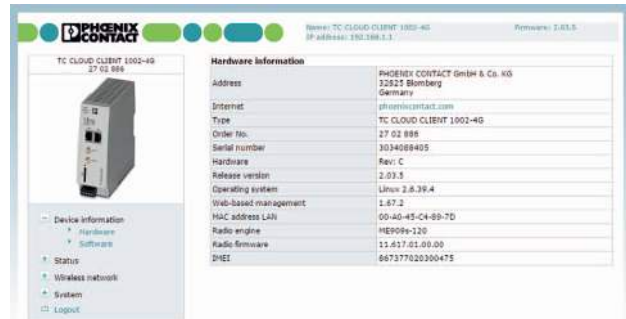 PHOENIX
CONTACT
Name: TC CLOUD CLIENT 1002-4G
IP address: 192.168.1.1
Firmware: 2.03.5
TC CLOUD CLIENT 1002-4G
27 02 886
Hardware information
Address
PHOENIX CONTACT GmbH & Co. KG
32825 Blomberg
Germany
Internet phoenixcontact.com
Type TC CLOUD CLIENT 1002-4G
Order No. 27 02 886
Serial number 3034088405
Hardware Rev: C
Release version 2.03.5
Operating system Linux 2.6.39.4
Web-based management 1.67.2
MAC address LAN 00-A0-45-C4-89-7D
Radio engine ME909s-120
Radio firmware 11.617.01.00.00
IMEI 867377020300475
Device information
Hardware
Software
Status
Wireless network
System
Logout